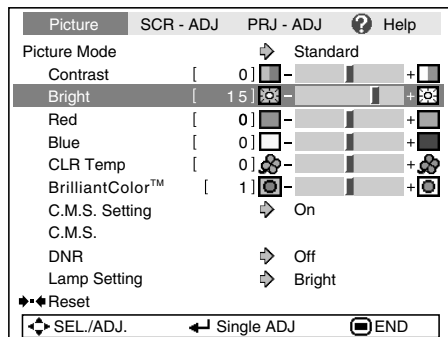 Picture SCR - ADJ PRJ - ADJ ? Help
Picture Mode Standard
Contrast [ 0 ] - +
Bright [ 15 ] - +
Red [ 0 ] - +
Blue [ 0 ] - +
CLR Temp [ 0 ] - +
BrilliantColor™ [ 1 ] - +
C.M.S. Setting On
C.M.S.
DNR Off
Lamp Setting Bright
Reset
SEL./ADJ. Single ADJ END